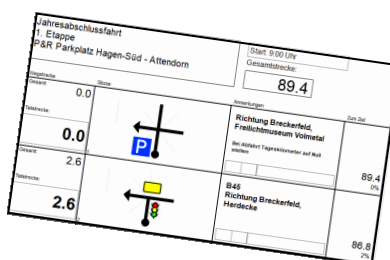 Jahresabschlussfahrt
1. Etappe
P&R Parkplatz Hagen-Süd - Attendorn
Start: 9:00 Uhr
Gesamtstrecke:
89.4
Skizze
Anmerkungen
Zum Ziel
Gesamt:
0.0
Teilstrecke:
0.0
P
Richtung Breckerfeld,
Freilichtmuseum Volmetal
Bei Abfahrt Tageskilometer auf Null
stellen
89.4
0%
Gesamt:
2.6
Teilstrecke:
2.6
B45
Richtung Breckerfeld,
Herdecke
86.8
2%